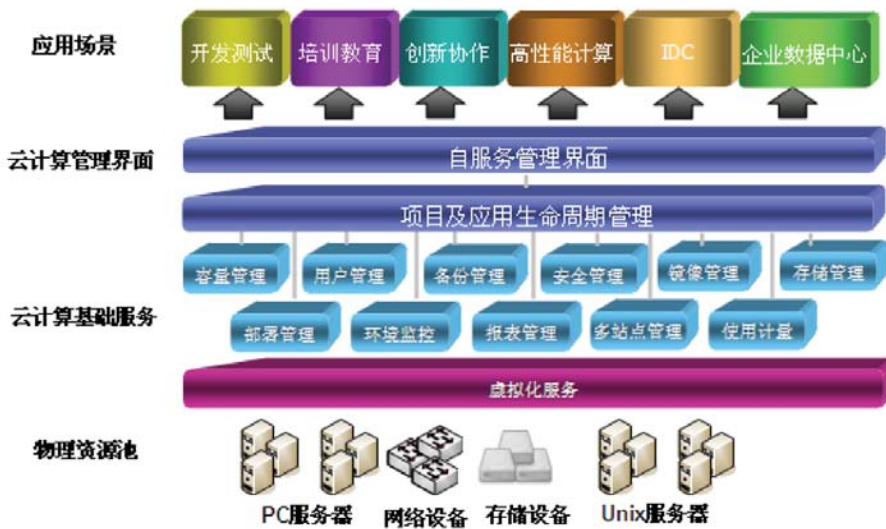 应用场景
开发测试
培训教育
创新协作
高性能计算
IDC
企业数据中心
云计算管理界面
自服务管理界面
项目及应用生命周期管理
容量管理
用户管理
备份管理
安全管理
镜像管理
存储管理
云计算基础服务
部署管理
环境监控
报表管理
多站点管理
使用计量
虚拟化服务
物理资源池
PC服务器
网络设备
存储设备
Unix服务器